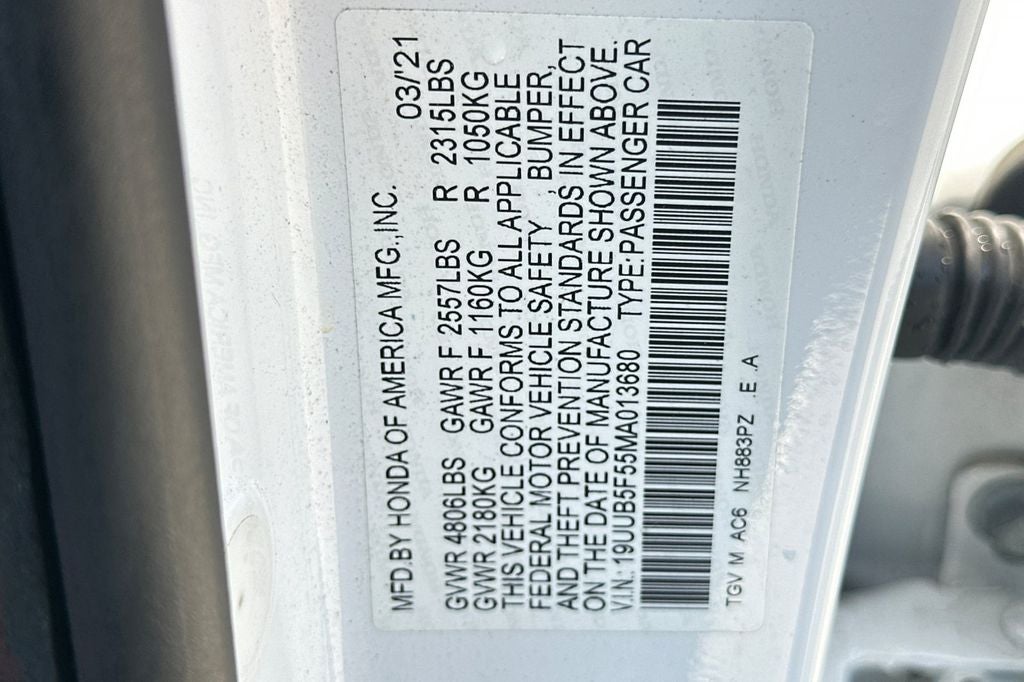 MFD.BY HONDA OF AMERICA MFG.,INC. 03/'21
GVWR 4806LBS GAWR F 2557LBS R 2315LBS
GVWR 2180KG GAWR F 1160KG R 1050KG
THIS VEHICLE CONFORMS TO ALL APPLICABLE
FEDERAL MOTOR VEHICLE SAFETY , BUMPER,
AND THEFT PREVENTION STANDARDS IN EFFECT
ON THE DATE OF MANUFACTURE SHOWN ABOVE.
V.I.N.:19UUB5F55MA013680 TYPE:PASSENGER CAR
TGV M AC6 NH883PZ .E .A